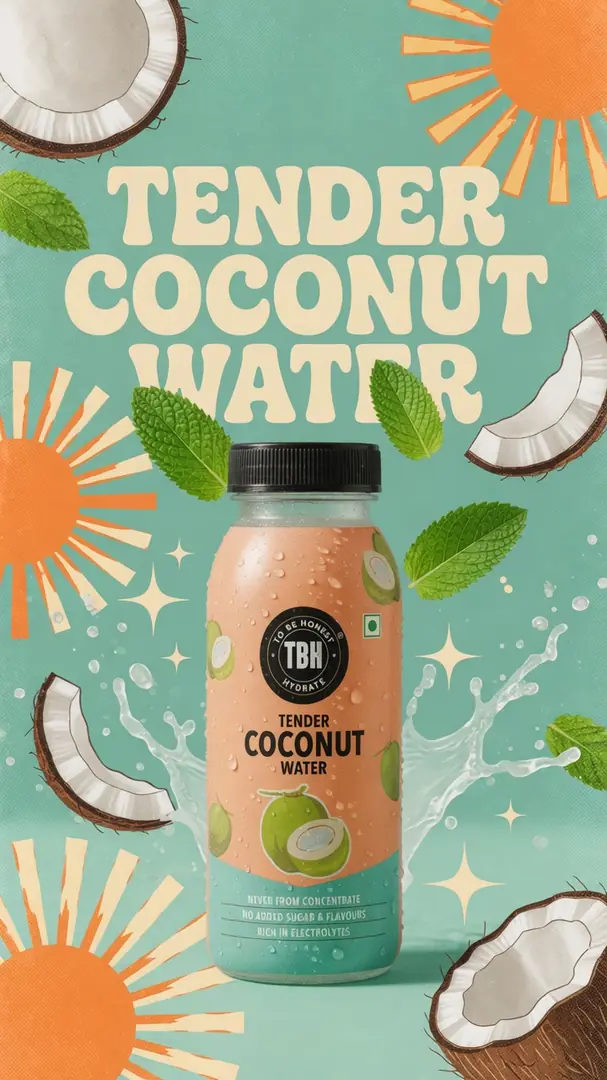 TENDER
COCONUT
WATER
TO BE HONEST
®
TBH
HYDRATE
TENDER
COCONUT
WATER
NEVER FROM CONCENTRATE
NO ADDED SUGAR & FLAVOURS
RICH IN ELECTROLYTES